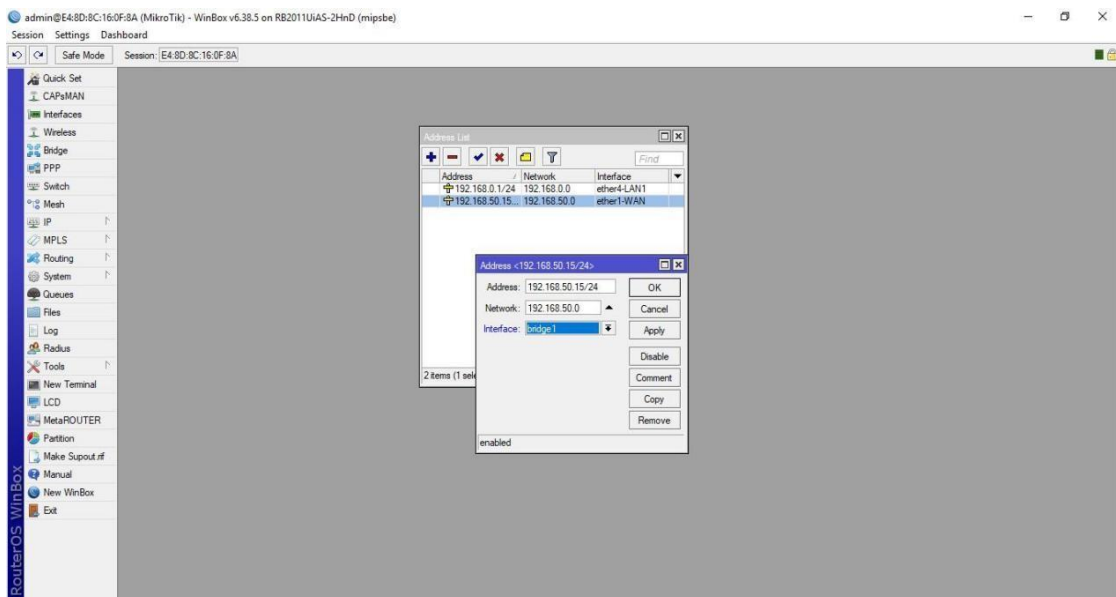 admin@E4:8D:8C:16:0F:8A (MikroTik) - WinBox v6.38.5 on RB2011UiAS-2HnD (mipsbe)
Session Settings Dashboard
Safe Mode Session: E4:8D:8C:16:0F:8A
Quick Set
CAPsMAN
Interfaces
Wireless
Bridge
PPP
Switch
Mesh
IP
MPLS
Routing
System
Queues
Files
Log
Radius
Tools
New Terminal
LCD
MetaROUTER
Partition
Make Supout.rif
Manual
New WinBox
Exit
RouterOS WinBox
Address List
Find
Address Network Interface
192.168.0.1/24 192.168.0.0 ether4-LAN1
192.168.50.15... 192.168.50.0 ether1-WAN
2 items (1 sele
Address <192.168.50.15/24>
Address: 192.168.50.15/24 OK
Network: 192.168.50.0 Cancel
Interface: bridge1 Apply
Disable
Comment
Copy
Remove
enabled